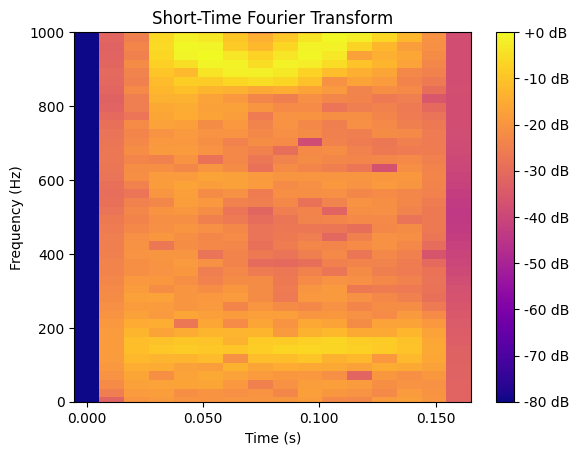 Short-Time Fourier Transform
Frequency (Hz)
1000
800
600
400
200
0
0.000
0.050
0.100
0.150
Time (s)
+0 dB
-10 dB
-20 dB
-30 dB
-40 dB
-50 dB
-60 dB
-70 dB
-80 dB